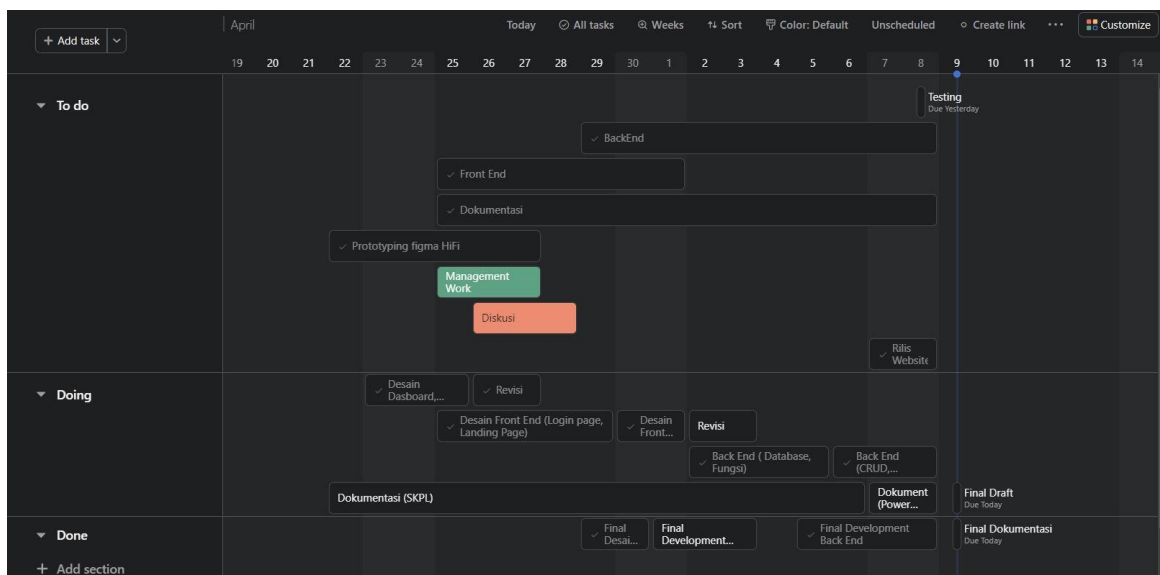 + Add task
April
Today
All tasks
Weeks
Sort
Color: Default
Unscheduled
Create link
...
Customize
19 20 21 22 23 24 25 26 27 28 29 30 1 2 3 4 5 6 7 8 9 10 11 12 13 14
To do
Testing
Due Yesterday
BackEnd
Front End
Dokumentasi
Prototyping figma HiFi
Management
Work
Diskusi
Rilis
Website
Doing
Desain
Dasboard,...
Revisi
Desain Front End (Login page,
Landing Page)
Desain
Front...
Revisi
Back End ( Database,
Fungsi)
Back End
(CRUD,...
Dokumentasi (SKPL)
Dokument
(Power...
Final Draft
Due Today
Done
Final
Desai...
Final
Development...
Final Development
Back End
Final Dokumentasi
Due Today
+ Add section